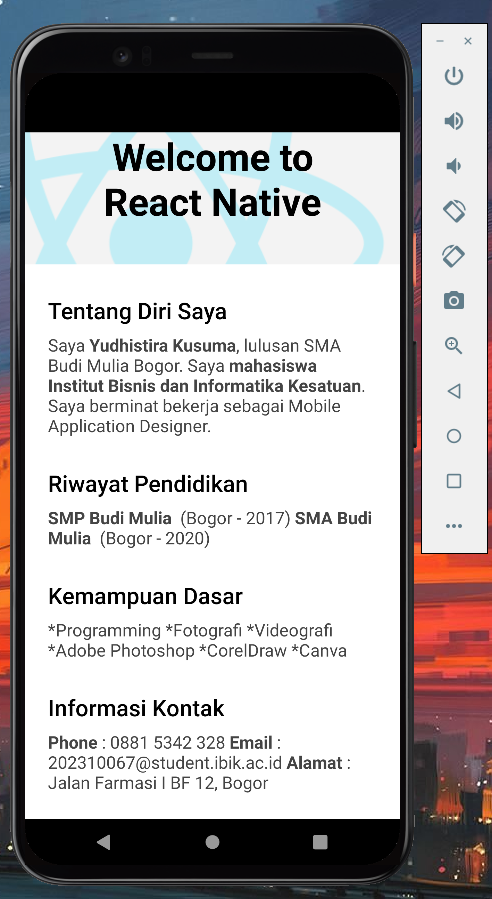 Welcome to
React Native
Tentang Diri Saya
Saya Yudhistira Kusuma, lulusan SMA
Budi Mulia Bogor. Saya mahasiswa
Institut Bisnis dan Informatika Kesatuan.
Saya berminat bekerja sebagai Mobile
Application Designer.
Riwayat Pendidikan
SMP Budi Mulia  (Bogor - 2017) SMA Budi
Mulia  (Bogor - 2020)
Kemampuan Dasar
*Programming *Fotografi *Videografi
*Adobe Photoshop *CorelDraw *Canva
Informasi Kontak
Phone : 0881 5342 328 Email :
202310067@student.ibik.ac.id Alamat :
Jalan Farmasi I BF 12, Bogor